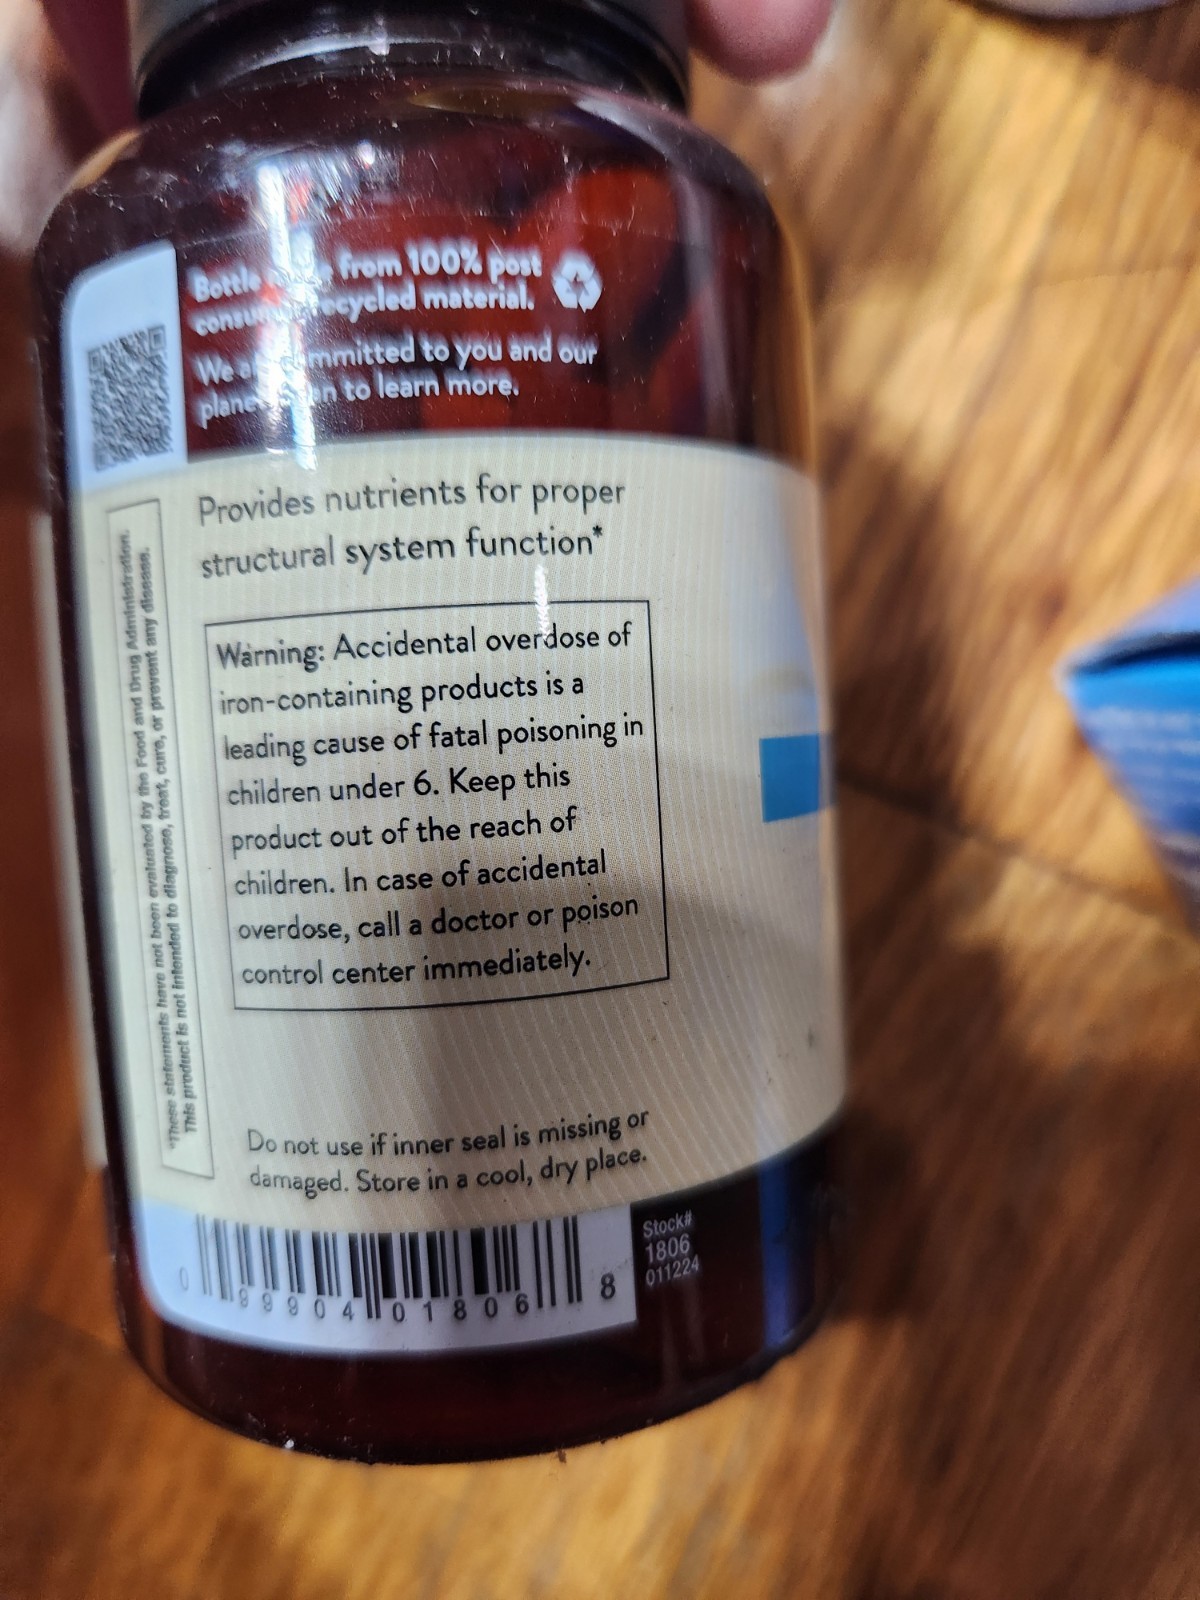 Bottle from 100% post
recycled material.
We committed to you and our
to learn more.
Provides nutrients for proper
structural system function*
Warning: Accidental overdose of
iron-containing products is a
leading cause of fatal poisoning in
children under 6. Keep this
product out of the reach of
children. In case of accidental
overdose, call a doctor or poison
control center immediately.
*These statements have not been evaluated by the Food and Drug Administration.
This product is not intended to diagnose, treat, cure, or prevent any disease.
Do not use if inner seal is missing or
damaged. Store in a cool, dry place.
0 99904 01806 8
Stock#
1806
011224